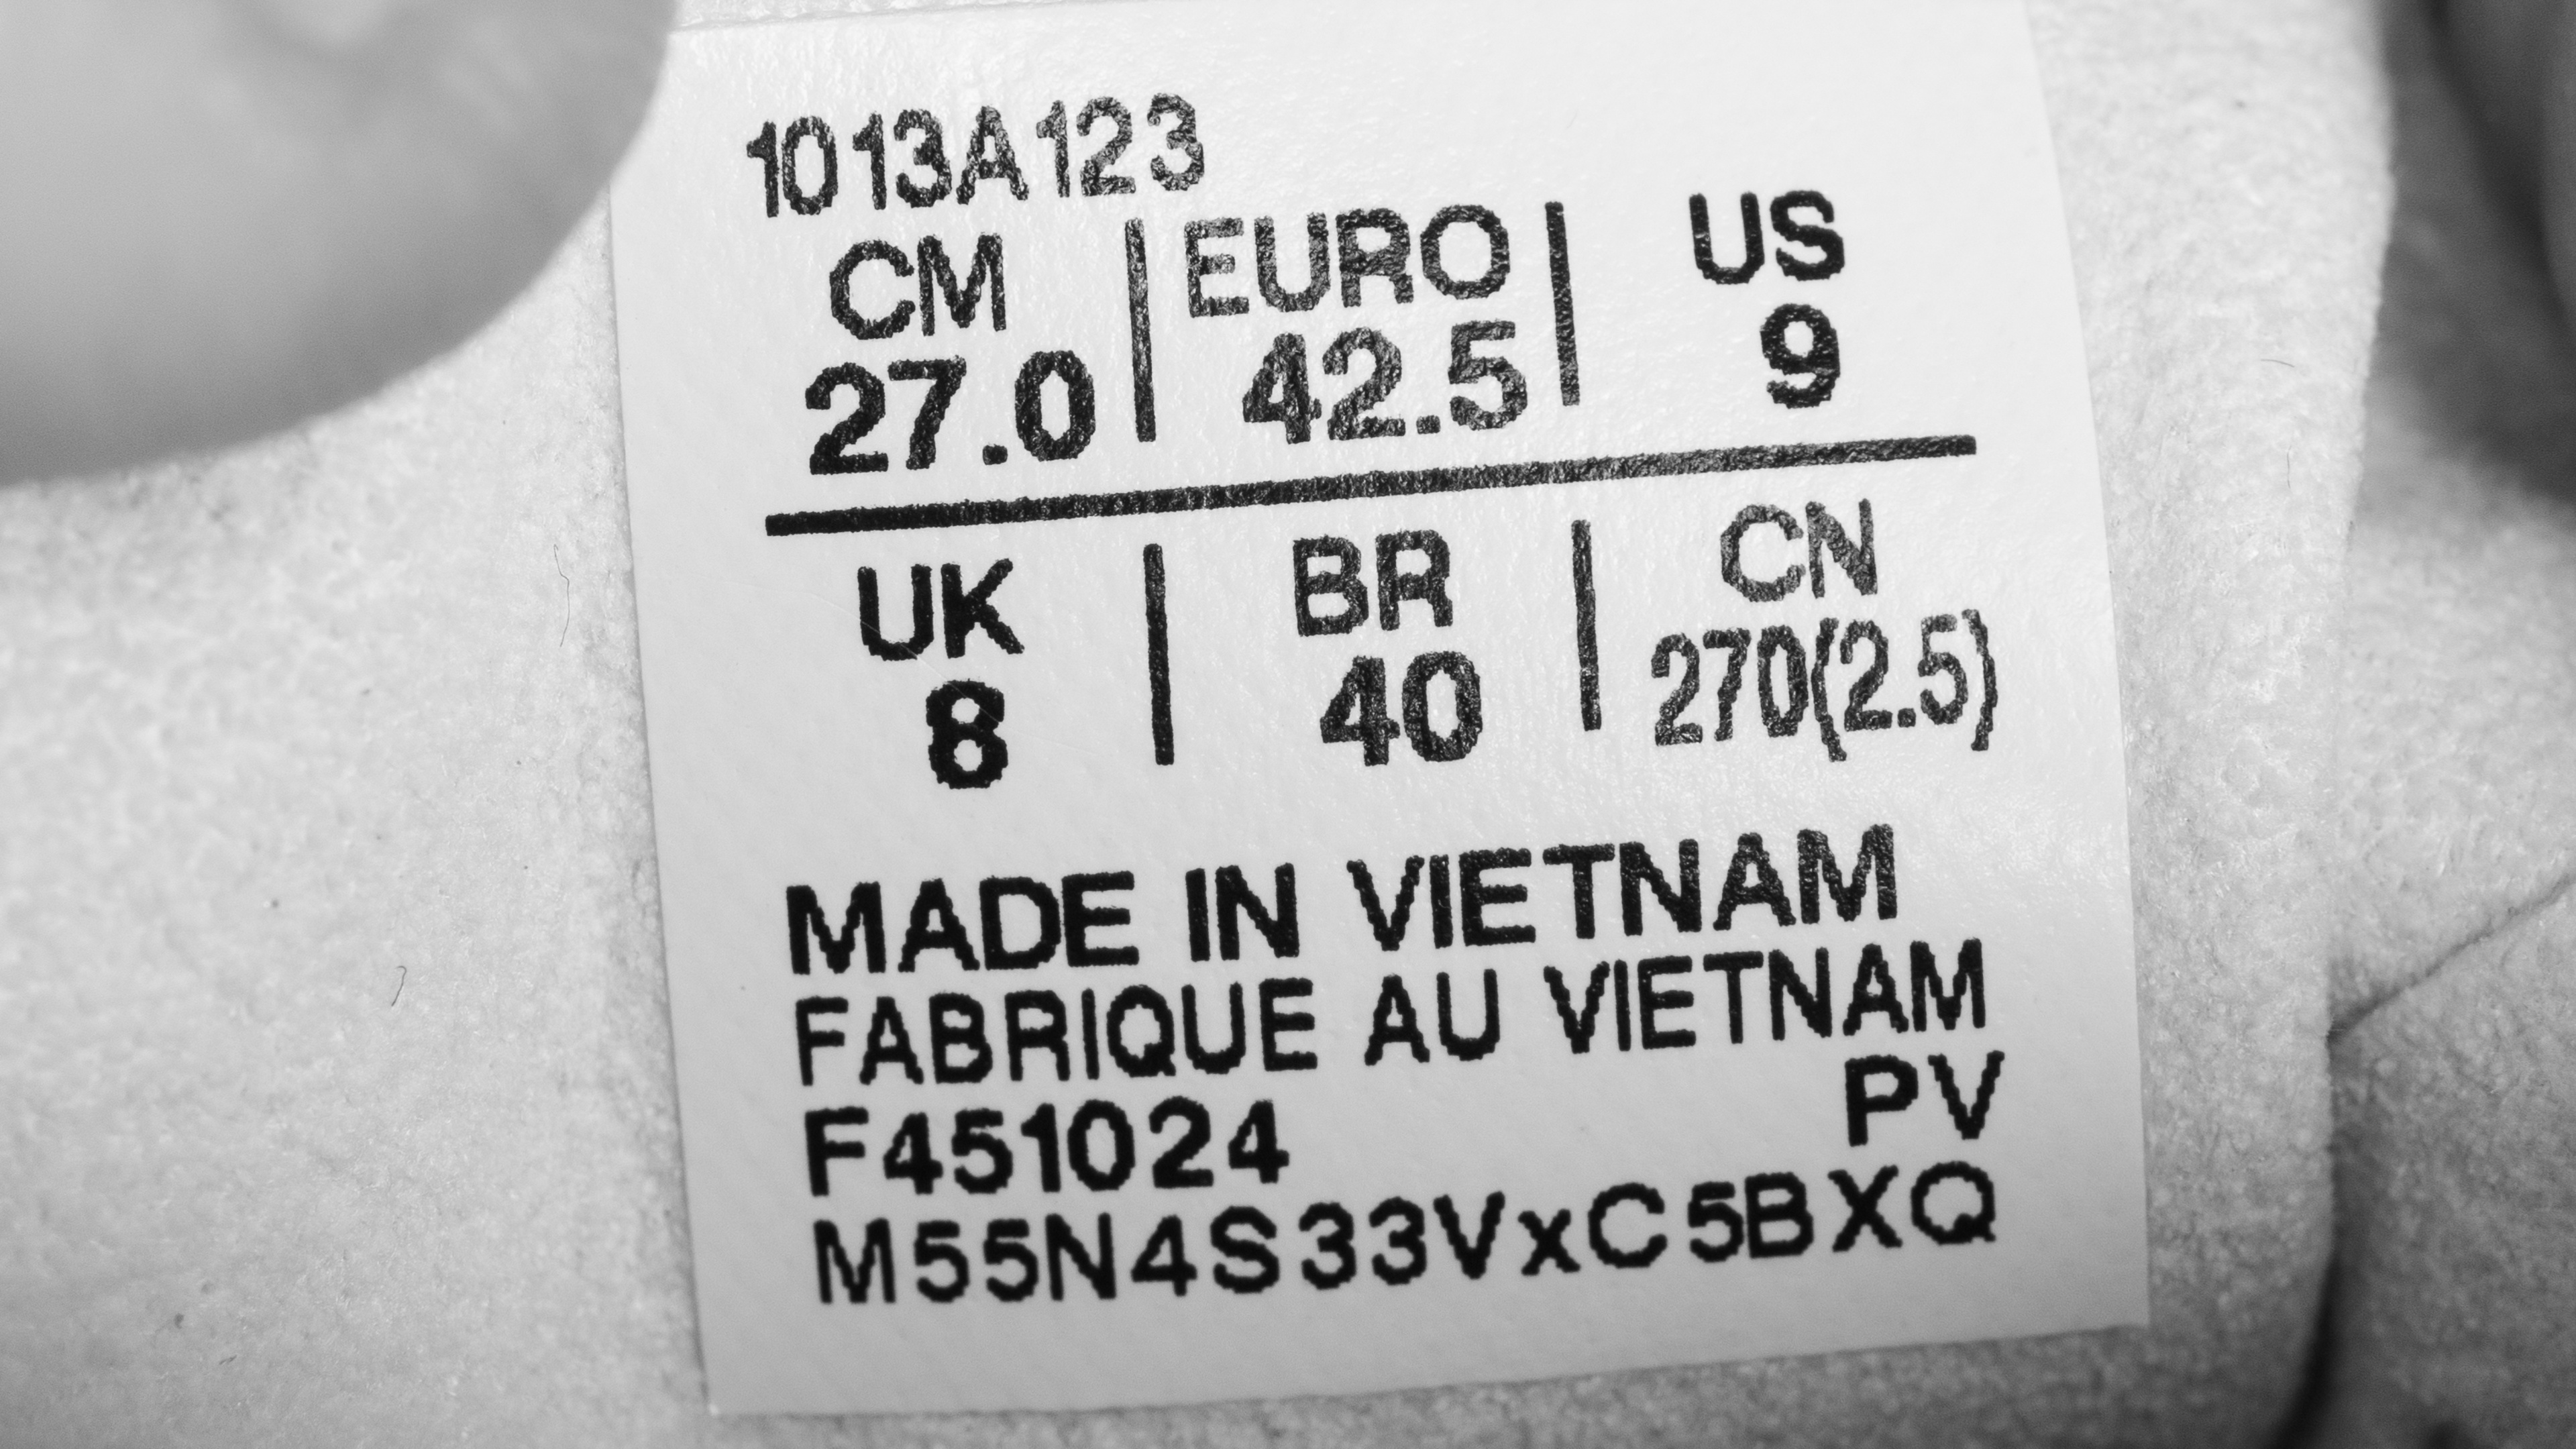 1013A123
CM | EURO | US
27.0 | 42.5 | 9
UK | BR | CN
8 | 40 | 270(2.5)
MADE IN VIETNAM
FABRIQUE AU VIETNAM
F451024 PV
M55N4S33VxC5BXQ